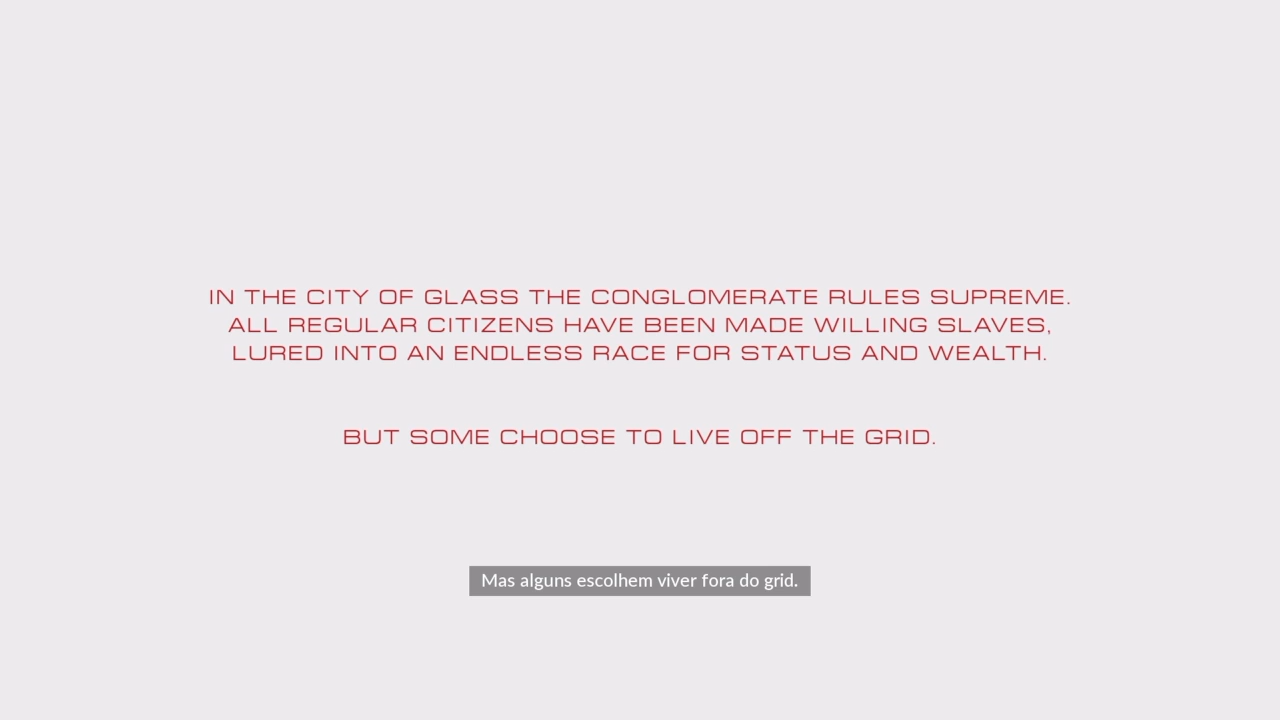 IN THE CITY OF GLASS THE CONGLOMERATE RULES SUPREME.
ALL REGULAR CITIZENS HAVE BEEN MADE WILLING SLAVES,
LURED INTO AN ENDLESS RACE FOR STATUS AND WEALTH.
BUT SOME CHOOSE TO LIVE OFF THE GRID.
Mas alguns escolhem viver fora do grid.